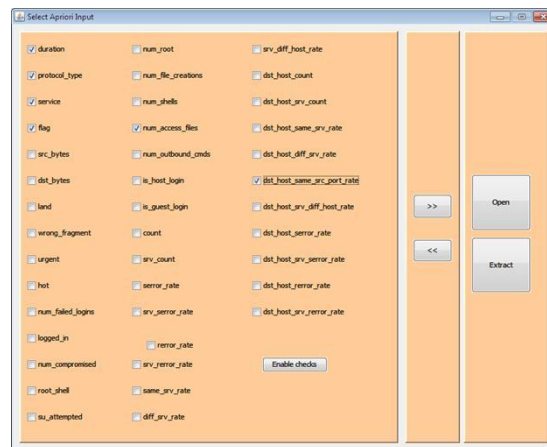 Select Apriori Input
duration
protocol_type
service
flag
src_bytes
dst_bytes
land
wrong_fragment
urgent
hot
num_failed_logins
logged_in
num_compromised
root_shell
su_attempted
num_root
num_file_creations
num_shells
num_access_files
num_outbound_cmds
is_host_login
is_guest_login
count
srv_count
serror_rate
srv_serror_rate
rerror_rate
srv_rerror_rate
same_srv_rate
diff_srv_rate
srv_diff_host_rate
dst_host_count
dst_host_srv_count
dst_host_same_srv_rate
dst_host_diff_srv_rate
dst_host_same_src_port_rate
dst_host_srv_diff_host_rate
dst_host_serror_rate
dst_host_srv_serror_rate
dst_host_rerror_rate
dst_host_srv_rerror_rate
Enable checks
>>
<<
Open
Extract